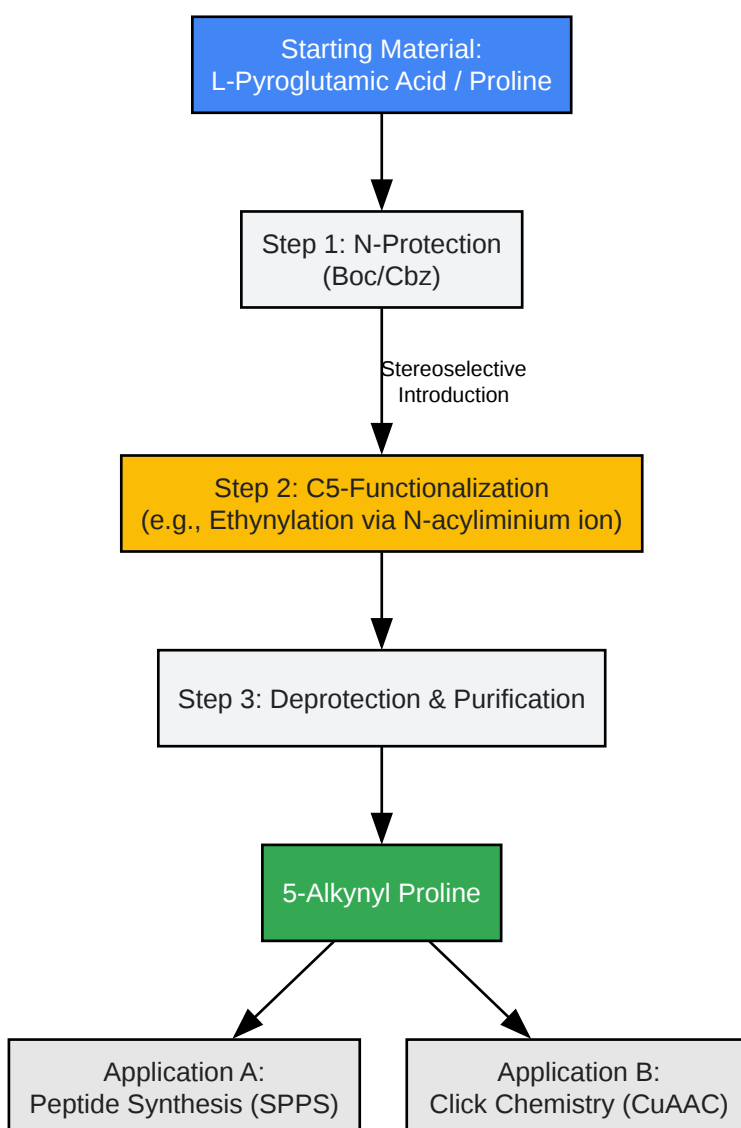 Starting Material:
L-Pyroglutamic Acid / Proline
Step 1: N-Protection
(Boc/Cbz)
Stereoselective
Introduction
Step 2: C5-Functionalization
(e.g., Ethynylation via N-acyliminium ion)
Step 3: Deprotection & Purification
5-Alkynyl Proline
Application A:
Peptide Synthesis (SPPS)
Application B:
Click Chemistry (CuAAC)